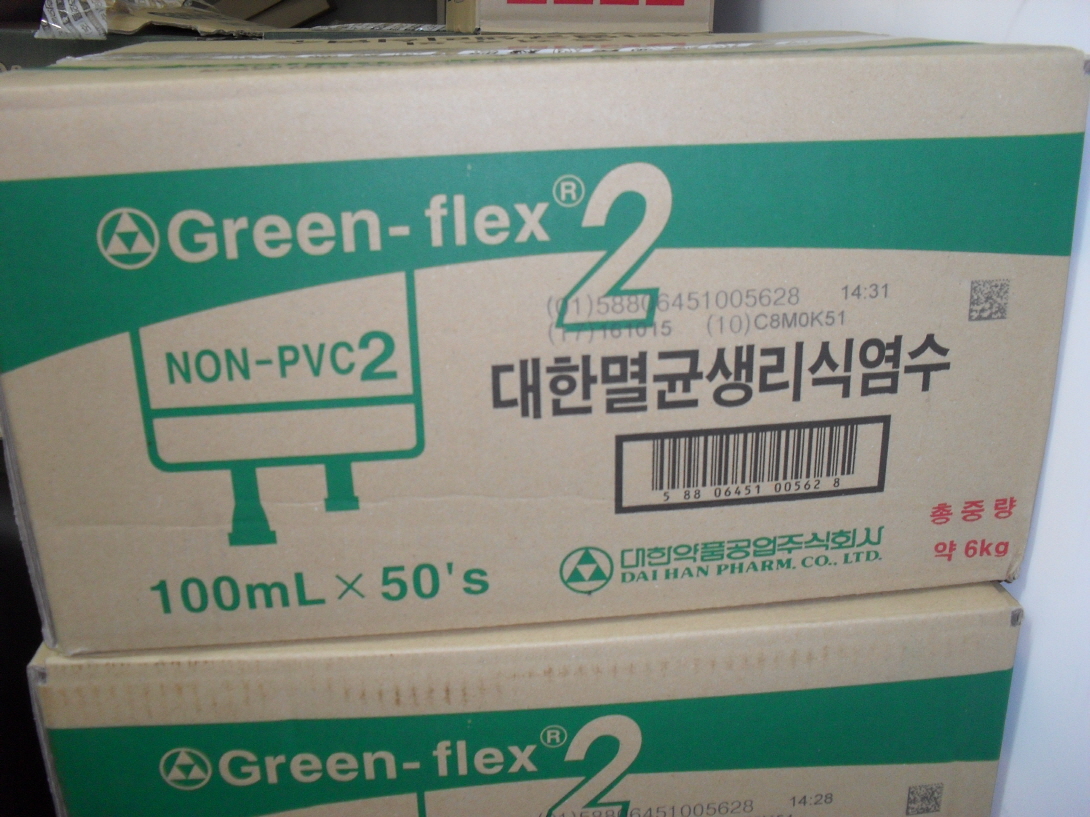 Green-flex® 2
(01)58806451005628 14:31
(17)161015 (10)C8M0K51
NON-PVC2
대한멸균생리식염수
5 88 06451 00562 8
총중량
약 6kg
대한약품공업주식회사
DAI HAN PHARM. CO., LTD.
100mL × 50's
Green-flex® 2
(01)58806451005628 14:28